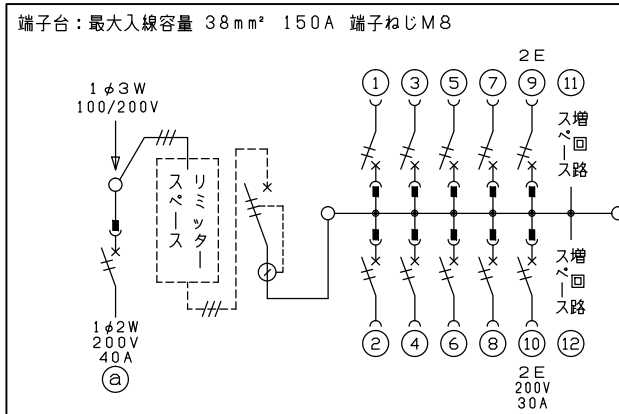 端子台：最大入線容量 38mm² 150A 端子ねじM8
1φ3W
100/200V
リミッター
スペース
1φ2W
200V
40A
a
2E
1 3 5 7 9 11
増回路
スペース
増回路
スペース
2 4 6 8 10 12
2E
200V
30A